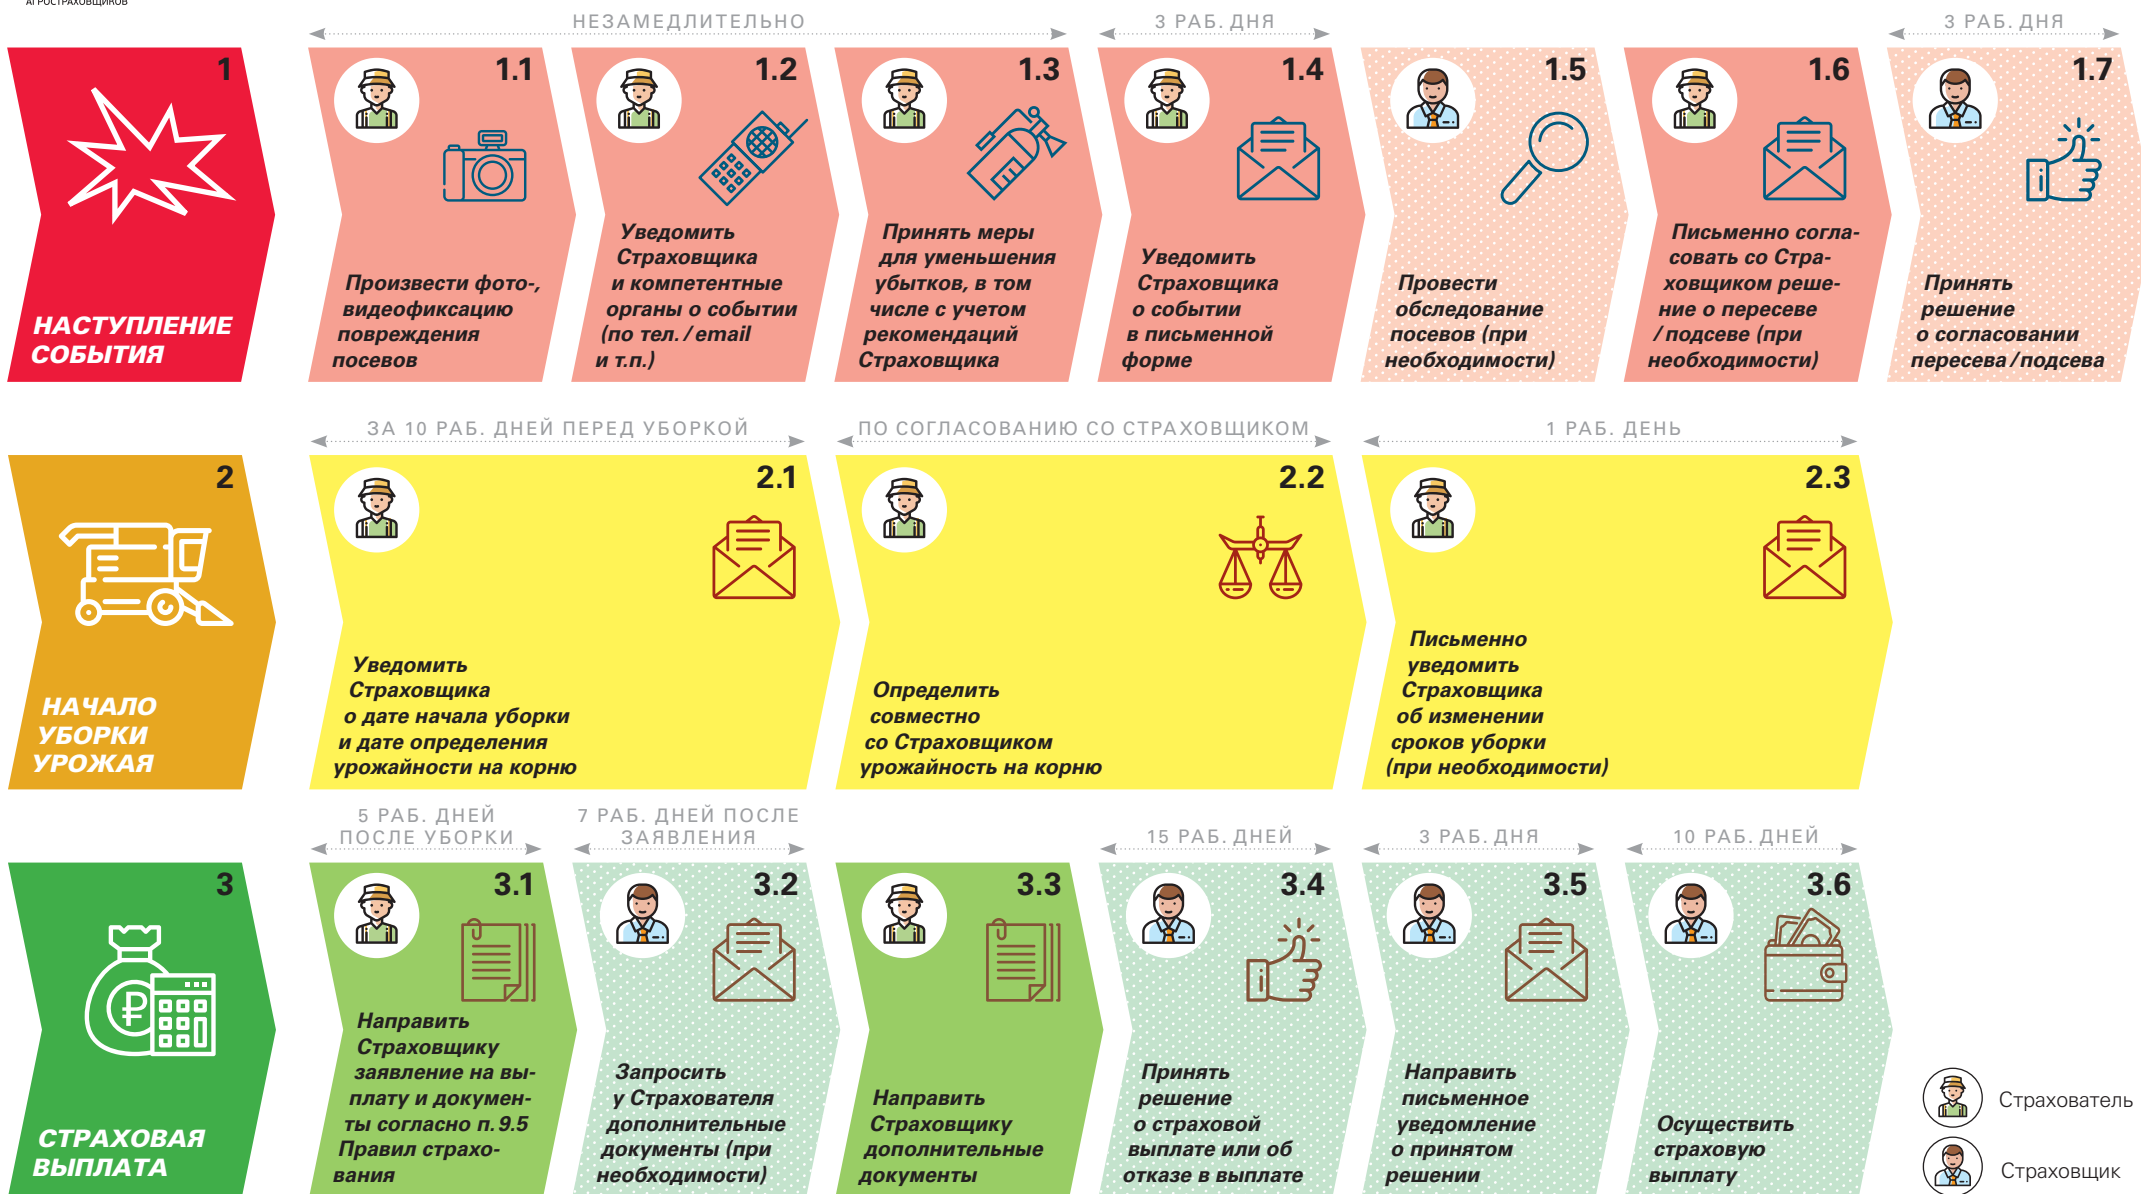 АГРОСТРАХОВЩИКОВ
НЕЗАМЕДЛИТЕЛЬНО
3 РАБ. ДНЯ
3 РАБ. ДНЯ
1
НАСТУПЛЕНИЕ
СОБЫТИЯ
1.1
Произвести фото-,
видеофиксацию
повреждения
посевов
1.2
Уведомить
Страховщика
и компетентные
органы о событии
(по тел. / email
и т.п.)
1.3
Принять меры
для уменьшения
убытков, в том
числе с учетом
рекомендаций
Страховщика
1.4
Уведомить
Страховщика
о событии
в письменной
форме
1.5
Провести
обследование
посевов (при
необходимости)
1.6
Письменно согла-
совать со Стра-
ховщиком реше-
ние о пересеве
/ подсеве (при
необходимости)
1.7
Принять
решение
о согласовании
пересева / подсева
ЗА 10 РАБ. ДНЕЙ ПЕРЕД УБОРКОЙ
ПО СОГЛАСОВАНИЮ СО СТРАХОВЩИКОМ
1 РАБ. ДЕНЬ
2
НАЧАЛО
УБОРКИ
УРОЖАЯ
2.1
Уведомить
Страховщика
о дате начала уборки
и дате определения
урожайности на корню
2.2
Определить
совместно
со Страховщиком
урожайность на корню
2.3
Письменно
уведомить
Страховщика
об изменении
сроков уборки
(при необходимости)
5 РАБ. ДНЕЙ
ПОСЛЕ УБОРКИ
7 РАБ. ДНЕЙ ПОСЛЕ
ЗАЯВЛЕНИЯ
15 РАБ. ДНЕЙ
3 РАБ. ДНЯ
10 РАБ. ДНЕЙ
3
₽
СТРАХОВАЯ
ВЫПЛАТА
3.1
Направить
Страховщику
заявление на вы-
плату и докумен-
ты согласно п. 9.5
Правил страхо-
вания
3.2
Запросить
у Страхователя
дополнительные
документы (при
необходимости)
3.3
Направить
Страховщику
дополнительные
документы
3.4
Принять
решение
о страховой
выплате или об
отказе в выплате
3.5
Направить
письменное
уведомление
о принятом
решении
3.6
Осуществить
страховую
выплату
Страхователь
Страховщик